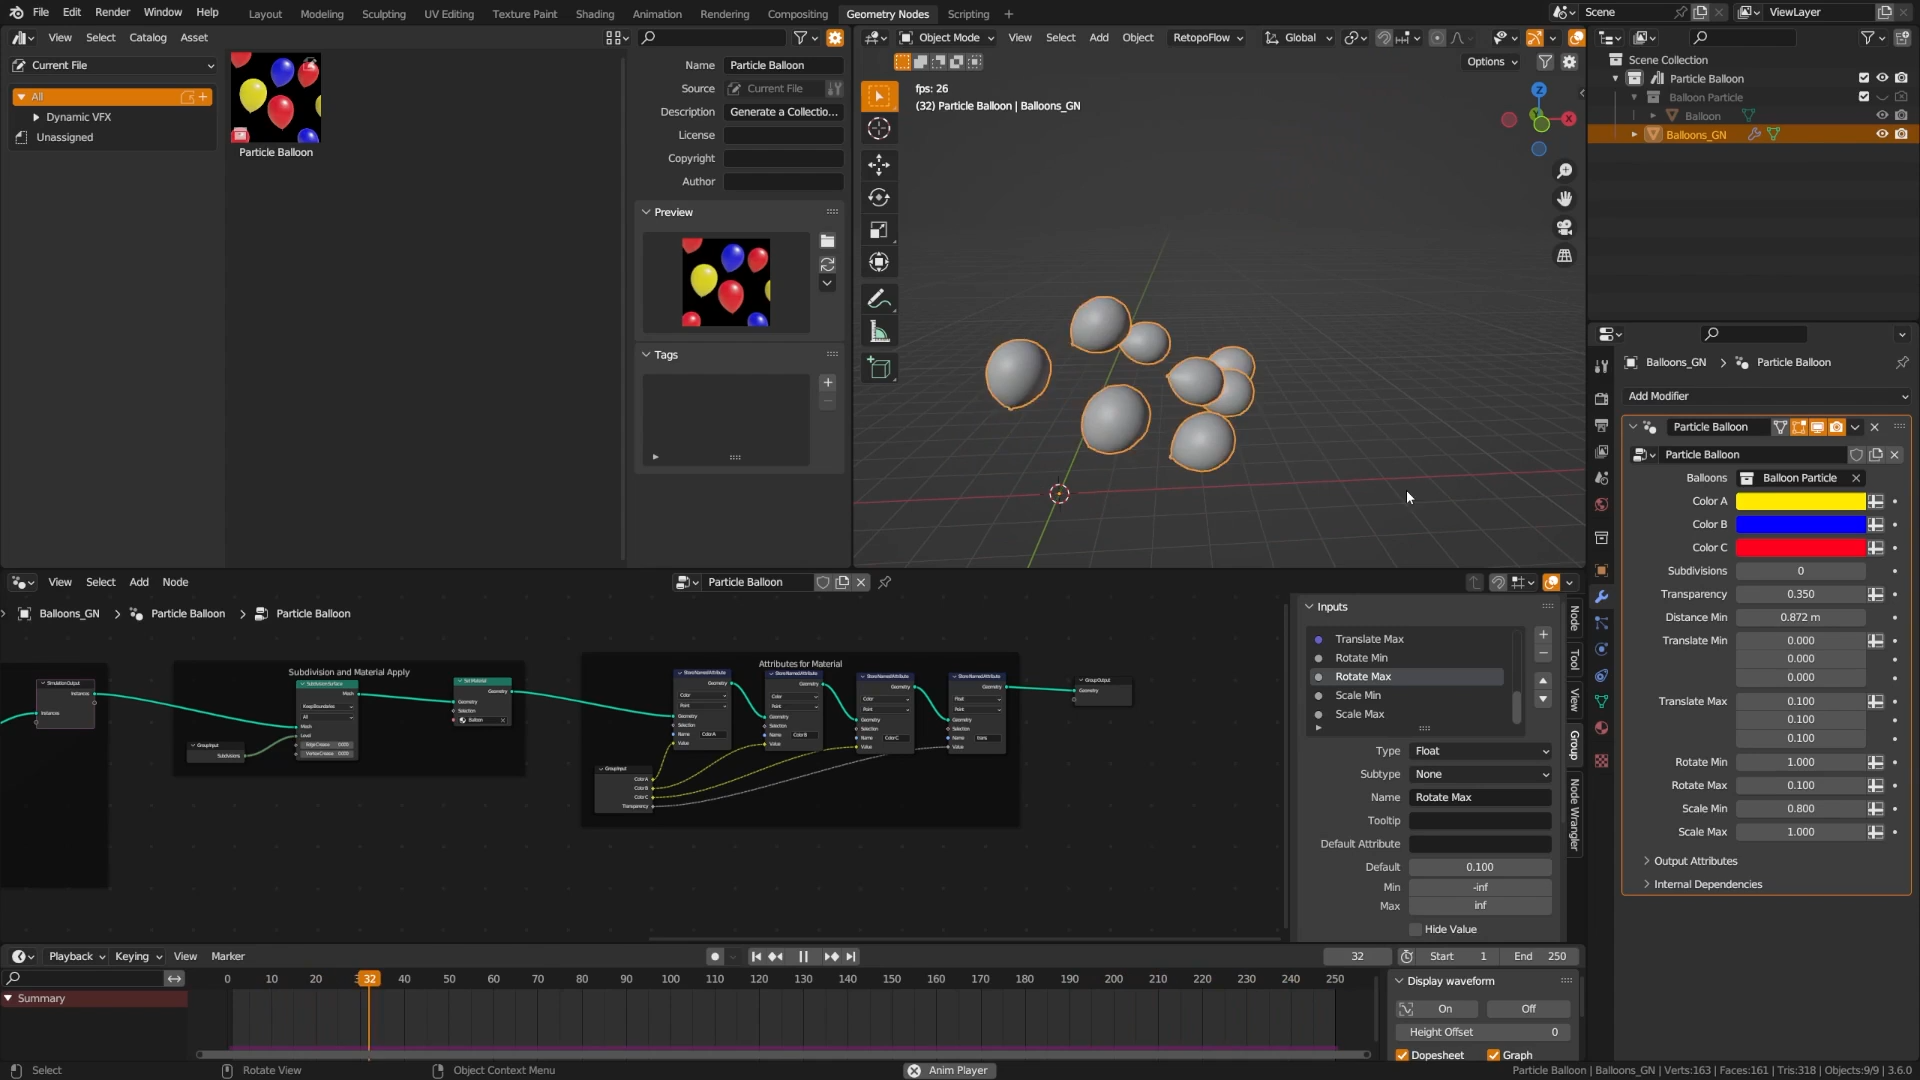 File Edit Render Window Help Layout Modeling Sculpting UV Editing Texture Paint Shading Animation Rendering Compositing Geometry Nodes Scripting + Scene ViewLayer
View Select Catalog Asset
Current File
All
Dynamic VFX
Unassigned
Particle Balloon
Name Particle Balloon
Source Current File
Description Generate a Collectio...
License
Copyright
Author
Preview
Tags
Object Mode View Select Add Object RetopoFlow Global
Options
fps: 26
(32) Particle Balloon | Balloons_GN
Z
X
Scene Collection
Particle Balloon
Balloon Particle
Balloon
Balloons_GN
Balloons_GN > Particle Balloon
Add Modifier
Particle Balloon
Particle Balloon
Balloons Balloon Particle
Color A
Color B
Color C
Subdivisions 0
Transparency 0.350
Distance Min 0.872 m
Translate Min 0.000
0.000
0.000
Translate Max 0.100
0.100
0.100
Rotate Min 1.000
Rotate Max 0.100
Scale Min 0.800
Scale Max 1.000
Output Attributes
Internal Dependencies
View Select Add Node Particle Balloon
Balloons_GN > Particle Balloon > Particle Balloon
Subdivision and Material Apply
Attributes for Material
Inputs
Translate Max
Rotate Min
Rotate Max
Scale Min
Scale Max
Type Float
Subtype None
Name Rotate Max
Tooltip
Default Attribute
Default 0.100
Min -inf
Max inf
Hide Value
Node
Tool
View
Group
Node Wrangler
Playback Keying View Marker 32 Start 1 End 250
0 10 20 3 32 40 50 60 70 80 90 100 110 120 130 140 150 160 170 180 190 200 210 220 230 240 250
Summary
Display waveform
On Off
Height Offset 0
Dopesheet Graph
Select Rotate View Object Context Menu Anim Player
Particle Balloon | Balloons_GN | Verts:163 | Faces:161 | Tris:318 | Objects:9/9 | 3.6.0